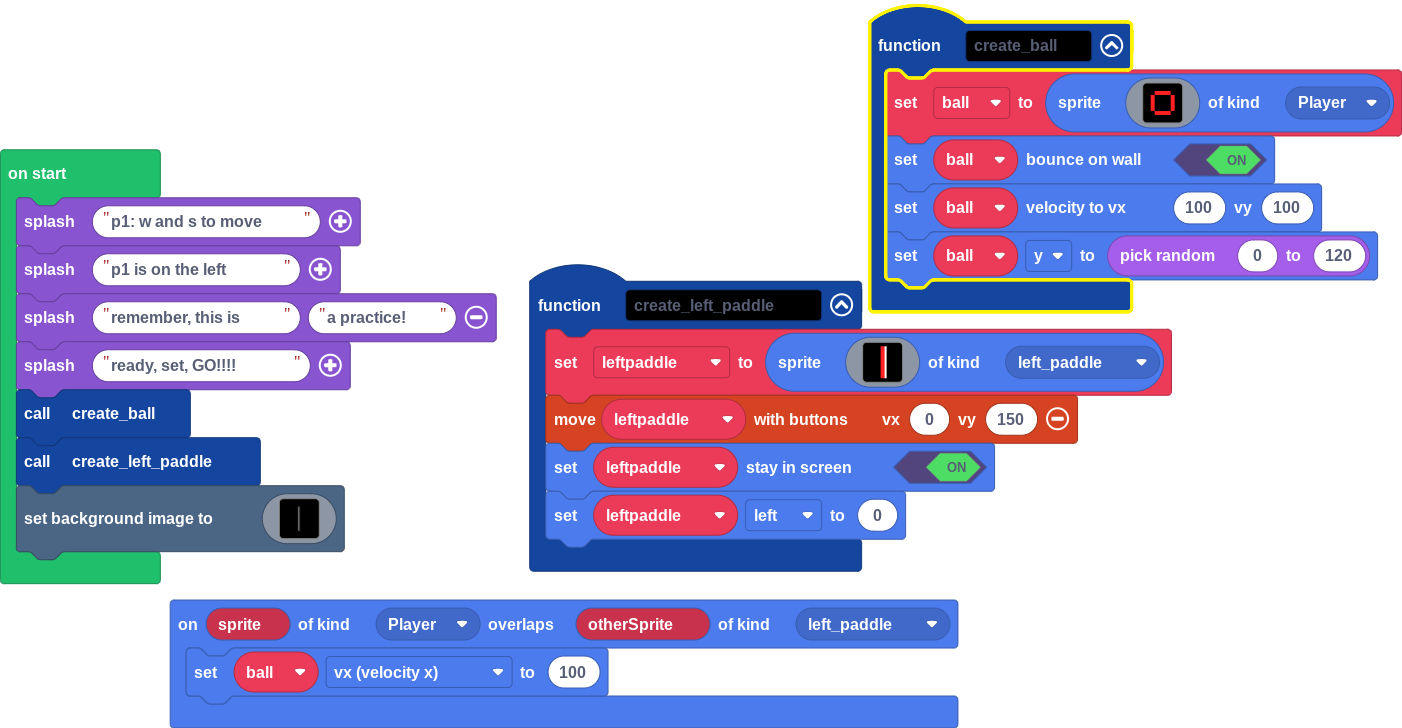 on start
splash "p1: w and s to move"
splash "p1 is on the left"
splash "remember, this is" "a practice!"
splash "ready, set, GO!!!!"
call create_ball
call create_left_paddle
set background image to
function create_left_paddle
set leftpaddle to sprite of kind left_paddle
move leftpaddle with buttons vx 0 vy 150
set leftpaddle stay in screen ON
set leftpaddle left to 0
function create_ball
set ball to sprite of kind Player
set ball bounce on wall ON
set ball velocity to vx 100 vy 100
set ball y to pick random 0 to 120
on sprite of kind Player overlaps otherSprite of kind left_paddle
set ball vx (velocity x) to 100